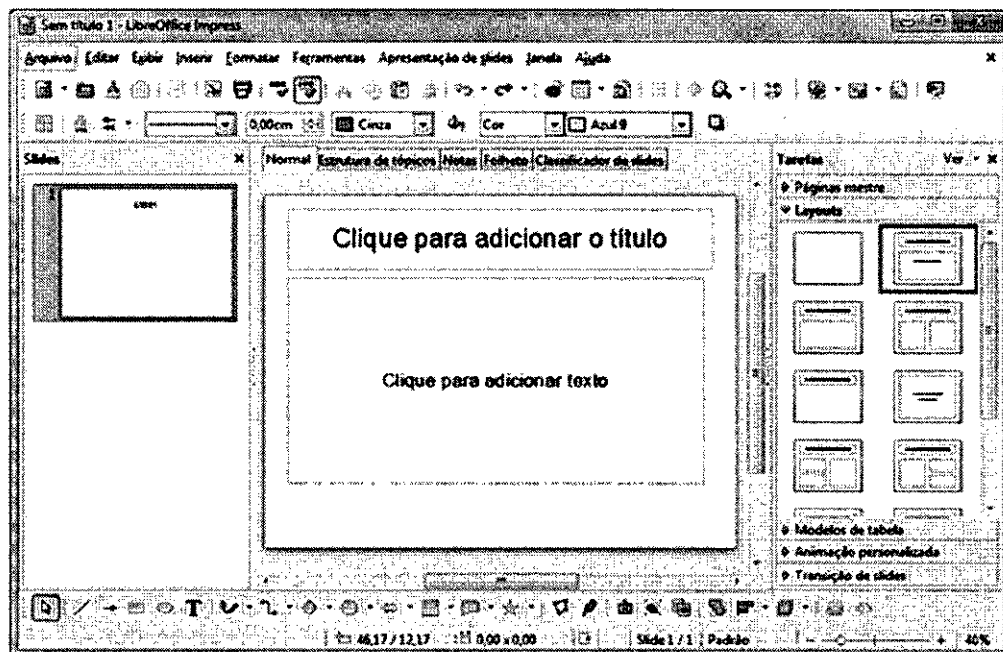 Sem título 1 - LibreOffice Impress
Arquivo Editar Exibir Inserir Formatar Ferramentas Apresentação de slides Janela Ajuda
0,00cm Cinza Cor Azul 9
Slides Normal Estrutura de tópicos Notas Folheto Classificador de slides Tarefas Ver
Páginas mestre
Layouts
Clique para adicionar o título
Clique para adicionar texto
Modelos de tabela
Animação personalizada
Transição de slides
46,17 / 12,17 0,00 x 0,00 Slide 1 / 1 Padrão 40%